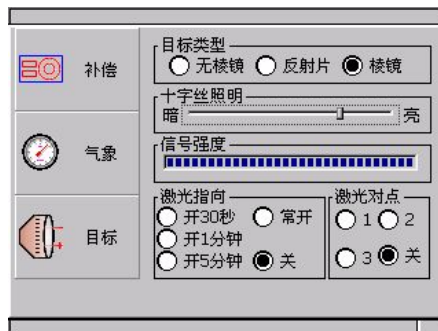 补偿
气象
目标
目标类型
无棱镜 反射片 棱镜
十字丝照明
暗 亮
信号强度
激光指向
开30秒 常开
开1分钟
开5分钟 关
激光对点
1 2
3 关